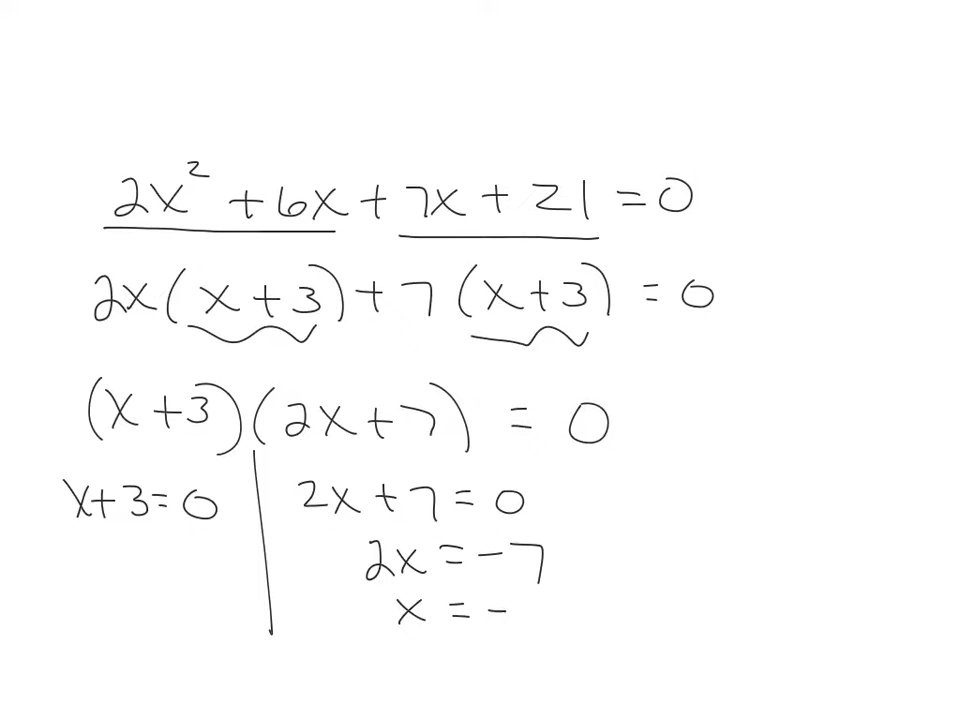 2x² + 6x + 7x + 21 = 0
2x(x + 3) + 7(x + 3) = 0
(x + 3)(2x + 7) = 0
x + 3 = 0
2x + 7 = 0
2x = -7
x = -